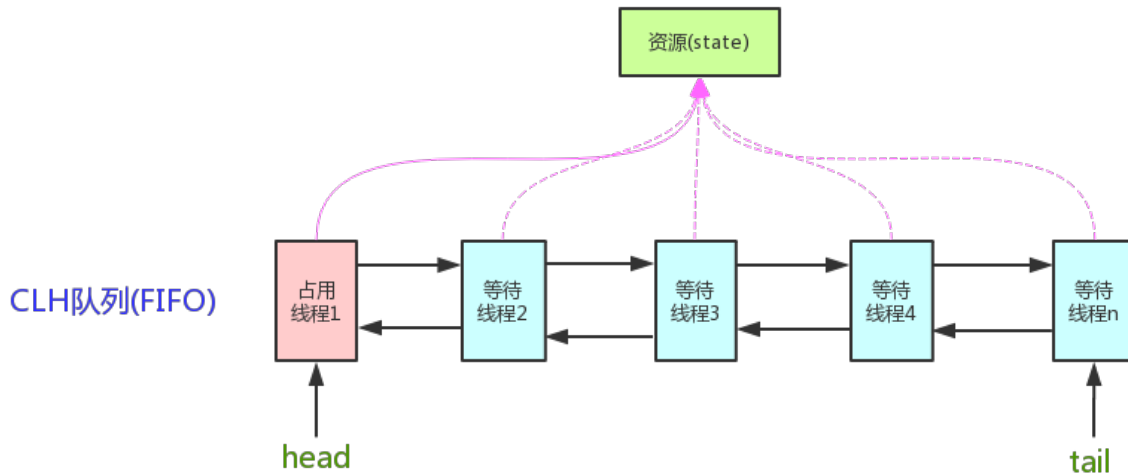 资源(state)
CLH队列(FIFO)
占用
线程1
等待
线程2
等待
线程3
等待
线程4
等待
线程n
head
tail